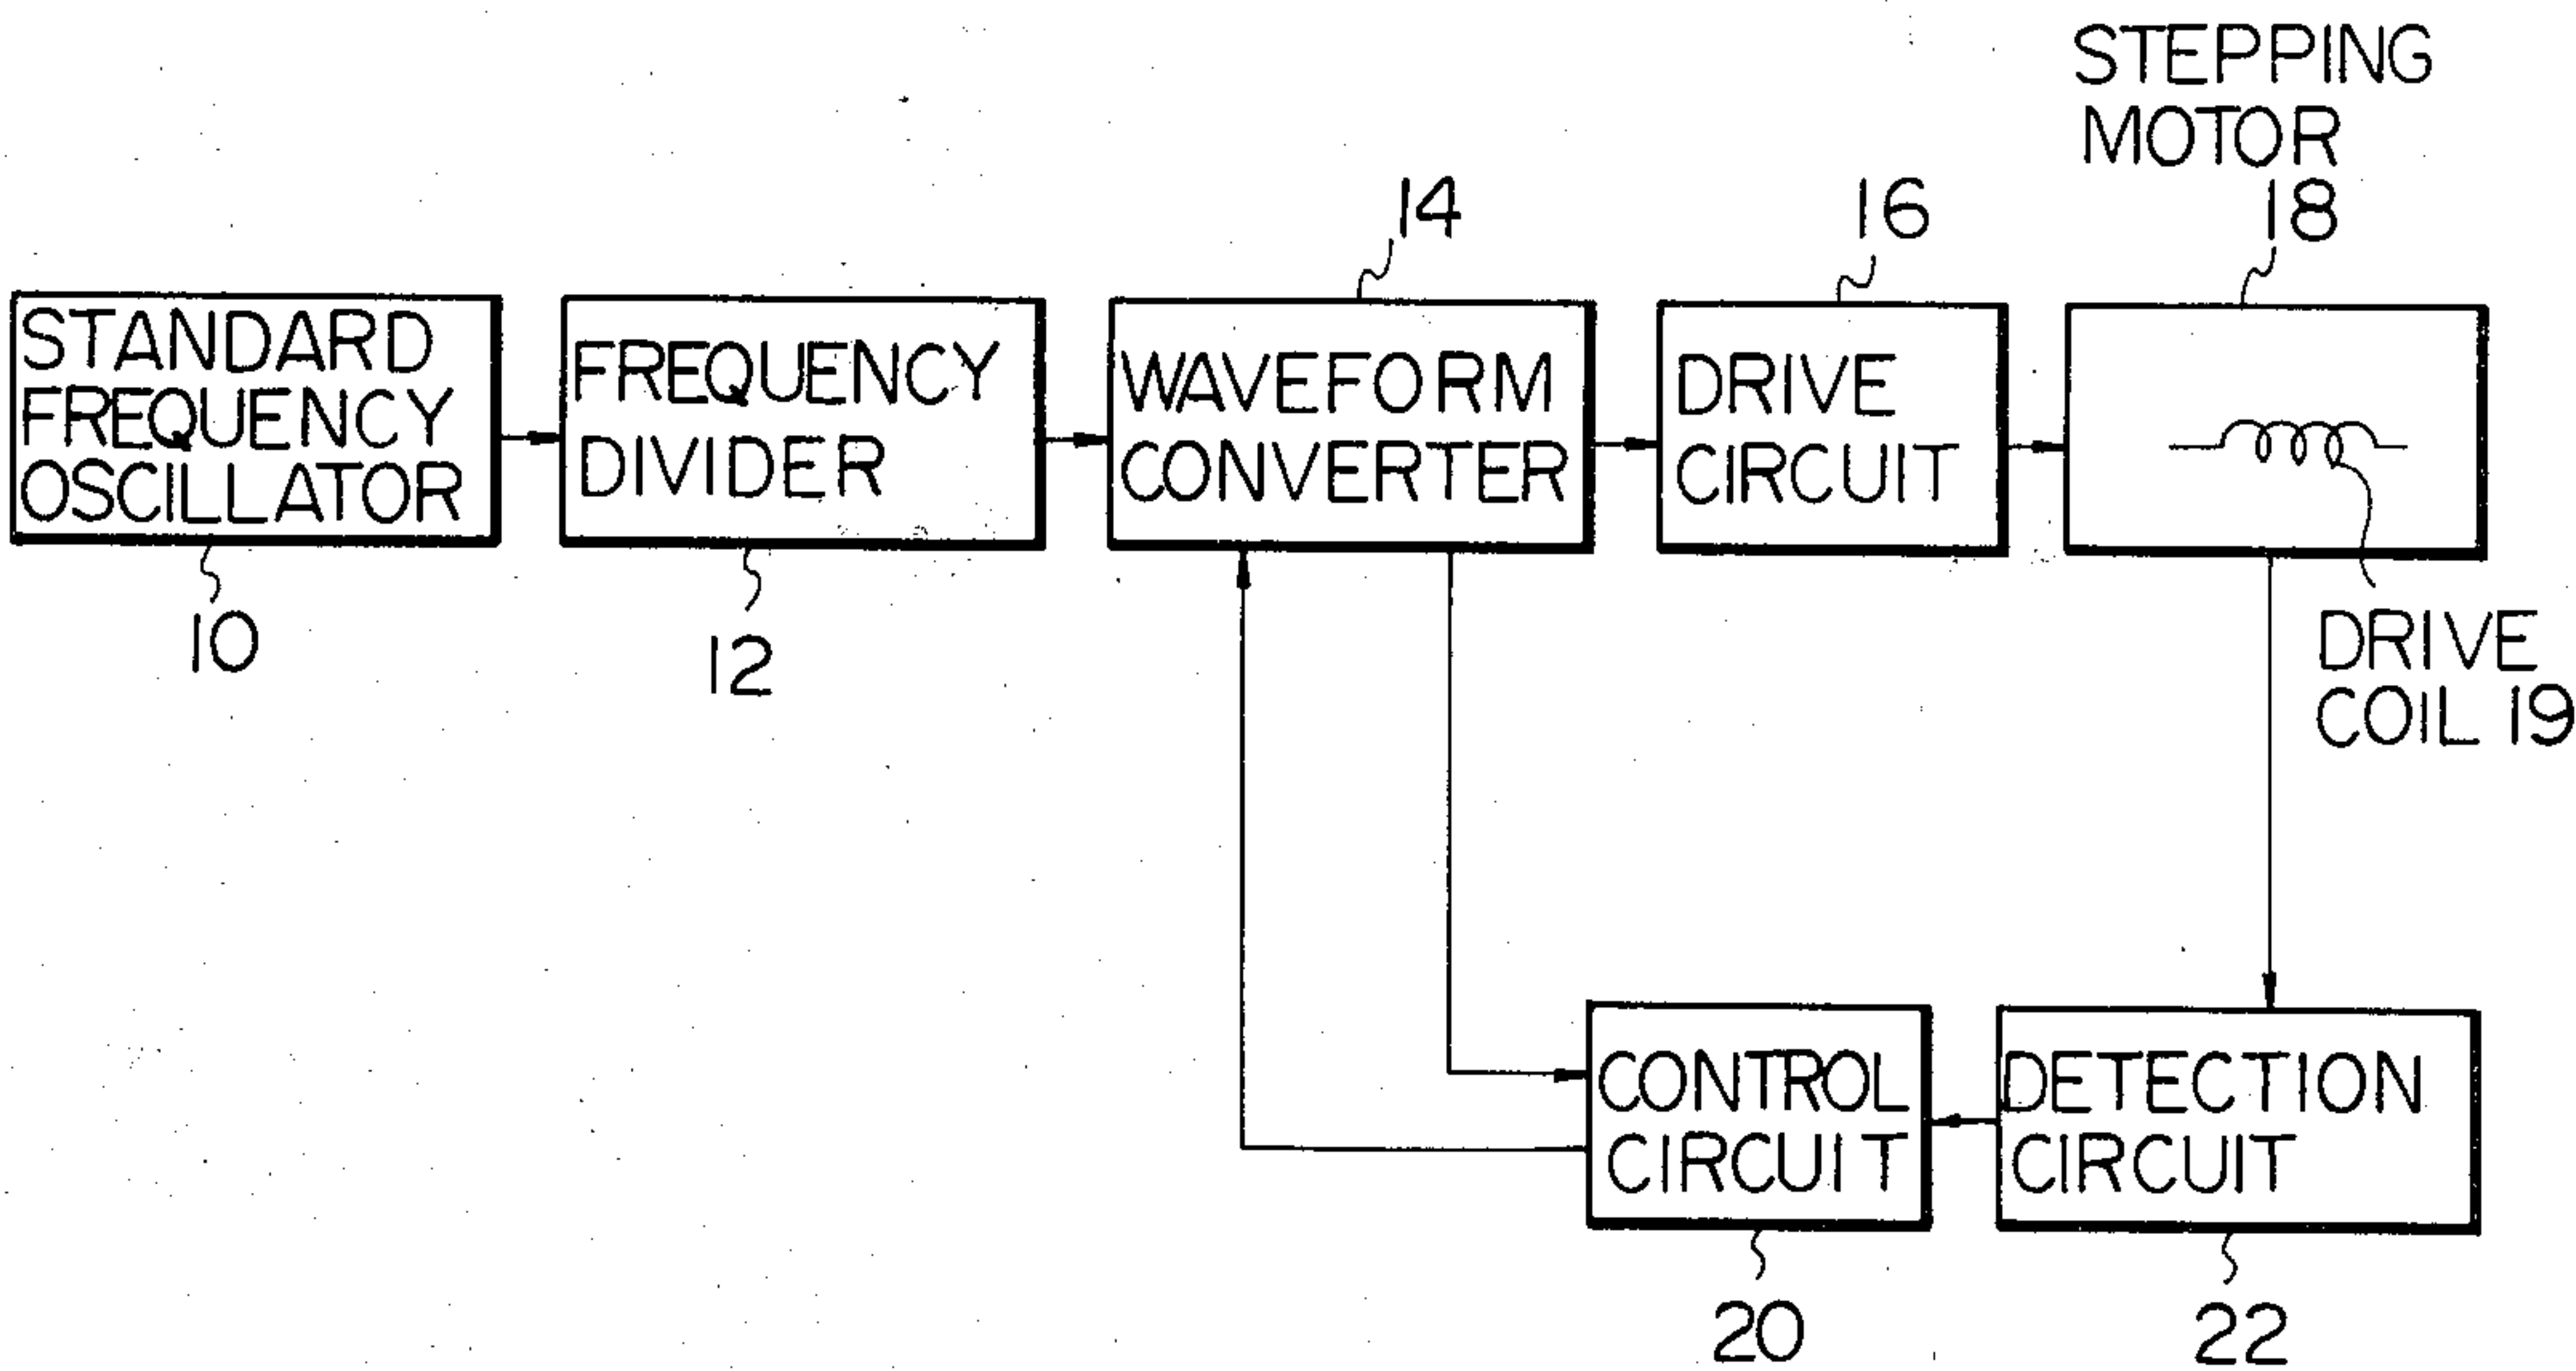 STEPPING
MOTOR
14
16
18
STANDARD
FREQUENCY
OSCILLATOR
FREQUENCY
DIVIDER
WAVEFORM
CONVERTER
DRIVE
CIRCUIT
10
12
DRIVE
COIL 19
CONTROL
CIRCUIT
DETECTION
CIRCUIT
20
22